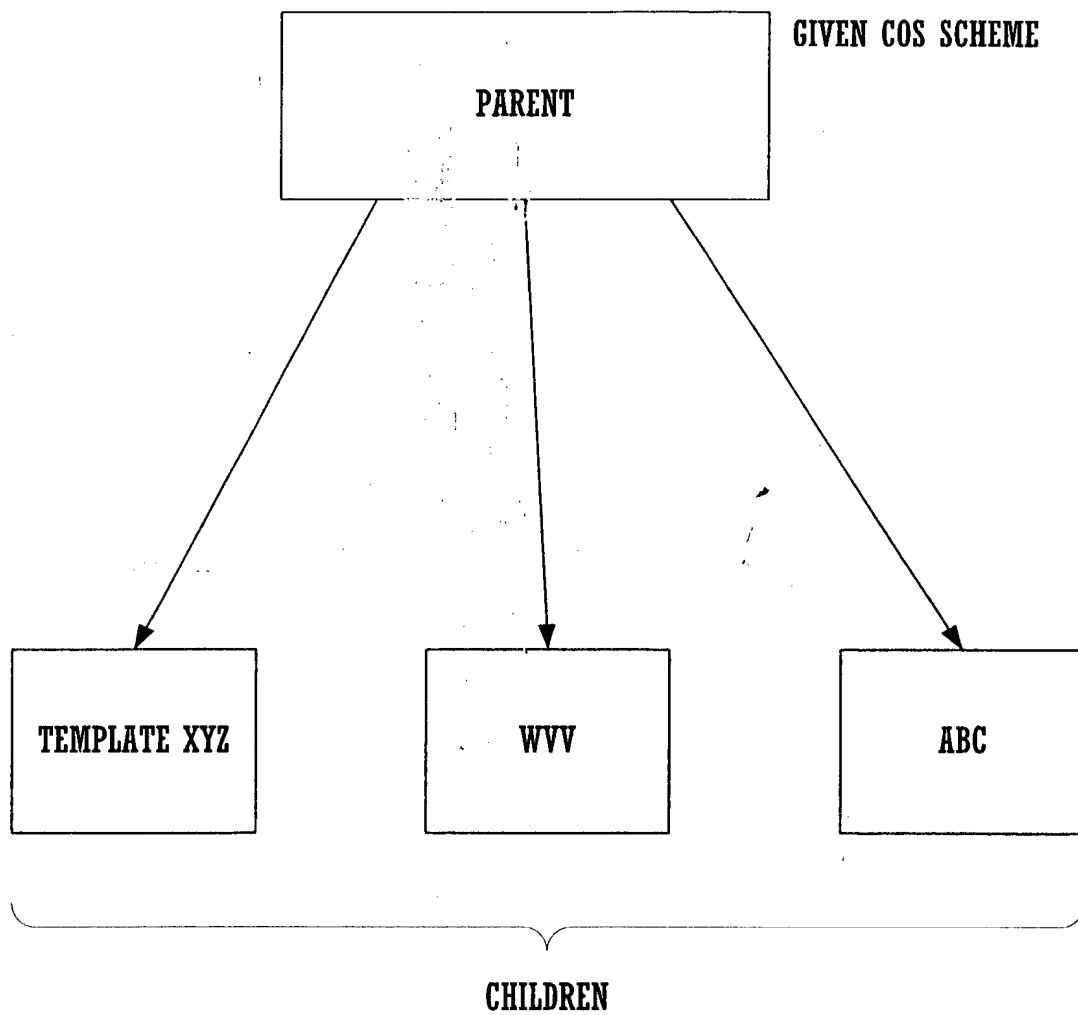 GIVEN COS SCHEME
PARENT
TEMPLATE XYZ
WVV
ABC
CHILDREN